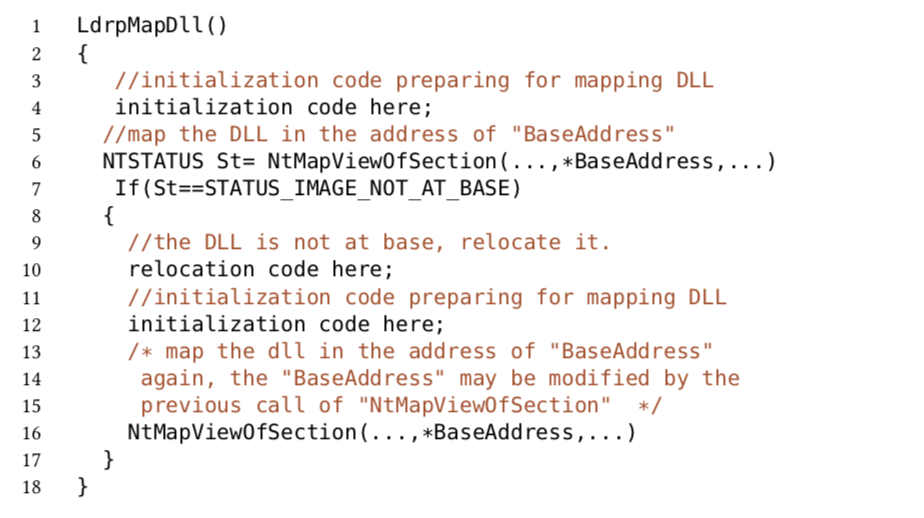 1 LdrpMapDll()
2 {
3 //initialization code preparing for mapping DLL
4 initialization code here;
5 //map the DLL in the address of "BaseAddress"
6 NTSTATUS St= NtMapViewOfSection(...,*BaseAddress,...)
7 If(St==STATUS_IMAGE_NOT_AT_BASE)
8 {
9 //the DLL is not at base, relocate it.
10 relocation code here;
11 //initialization code preparing for mapping DLL
12 initialization code here;
13 /* map the dll in the address of "BaseAddress"
14 again, the "BaseAddress" may be modified by the
15 previous call of "NtMapViewOfSection" */
16 NtMapViewOfSection(...,*BaseAddress,...)
17 }
18 }